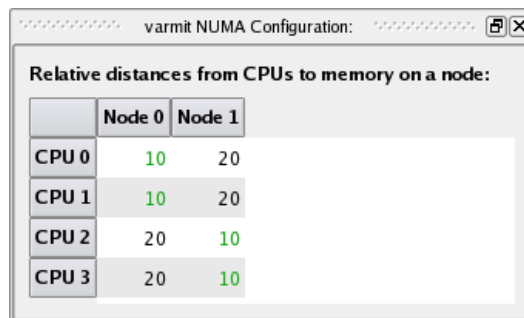 varmit NUMA Configuration:
Relative distances from CPUs to memory on a node:
Node 0 Node 1
CPU 0 10 20
CPU 1 10 20
CPU 2 20 10
CPU 3 20 10